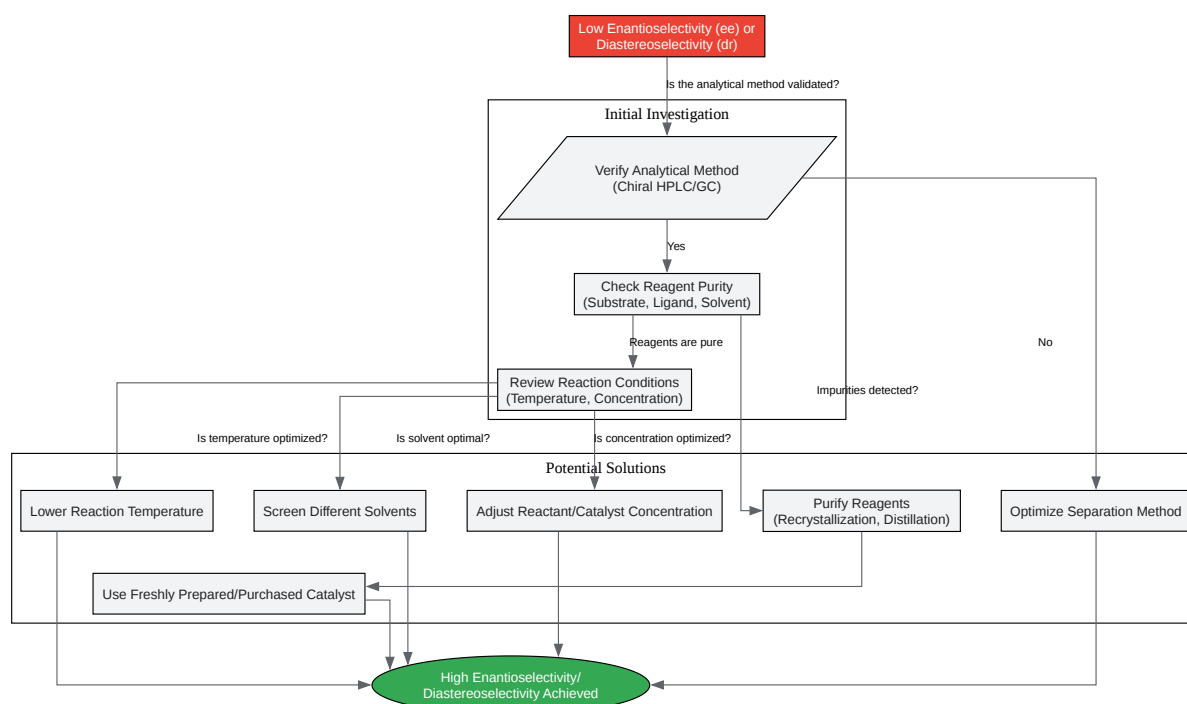 Low Enantioselectivity (ee) or
Diastereoselectivity (dr)
Is the analytical method validated?
Initial Investigation
Verify Analytical Method
(Chiral HPLC/GC)
Yes
Check Reagent Purity
(Substrate, Ligand, Solvent)
Reagents are pure
No
Review Reaction Conditions
(Temperature, Concentration)
Impurities detected?
Is temperature optimized?
Is solvent optimal?
Is concentration optimized?
Potential Solutions
Lower Reaction Temperature
Screen Different Solvents
Adjust Reactant/Catalyst Concentration
Purify Reagents
(Recrystallization, Distillation)
Optimize Separation Method
Use Freshly Prepared/Purchased Catalyst
High Enantioselectivity/
Diastereoselectivity Achieved